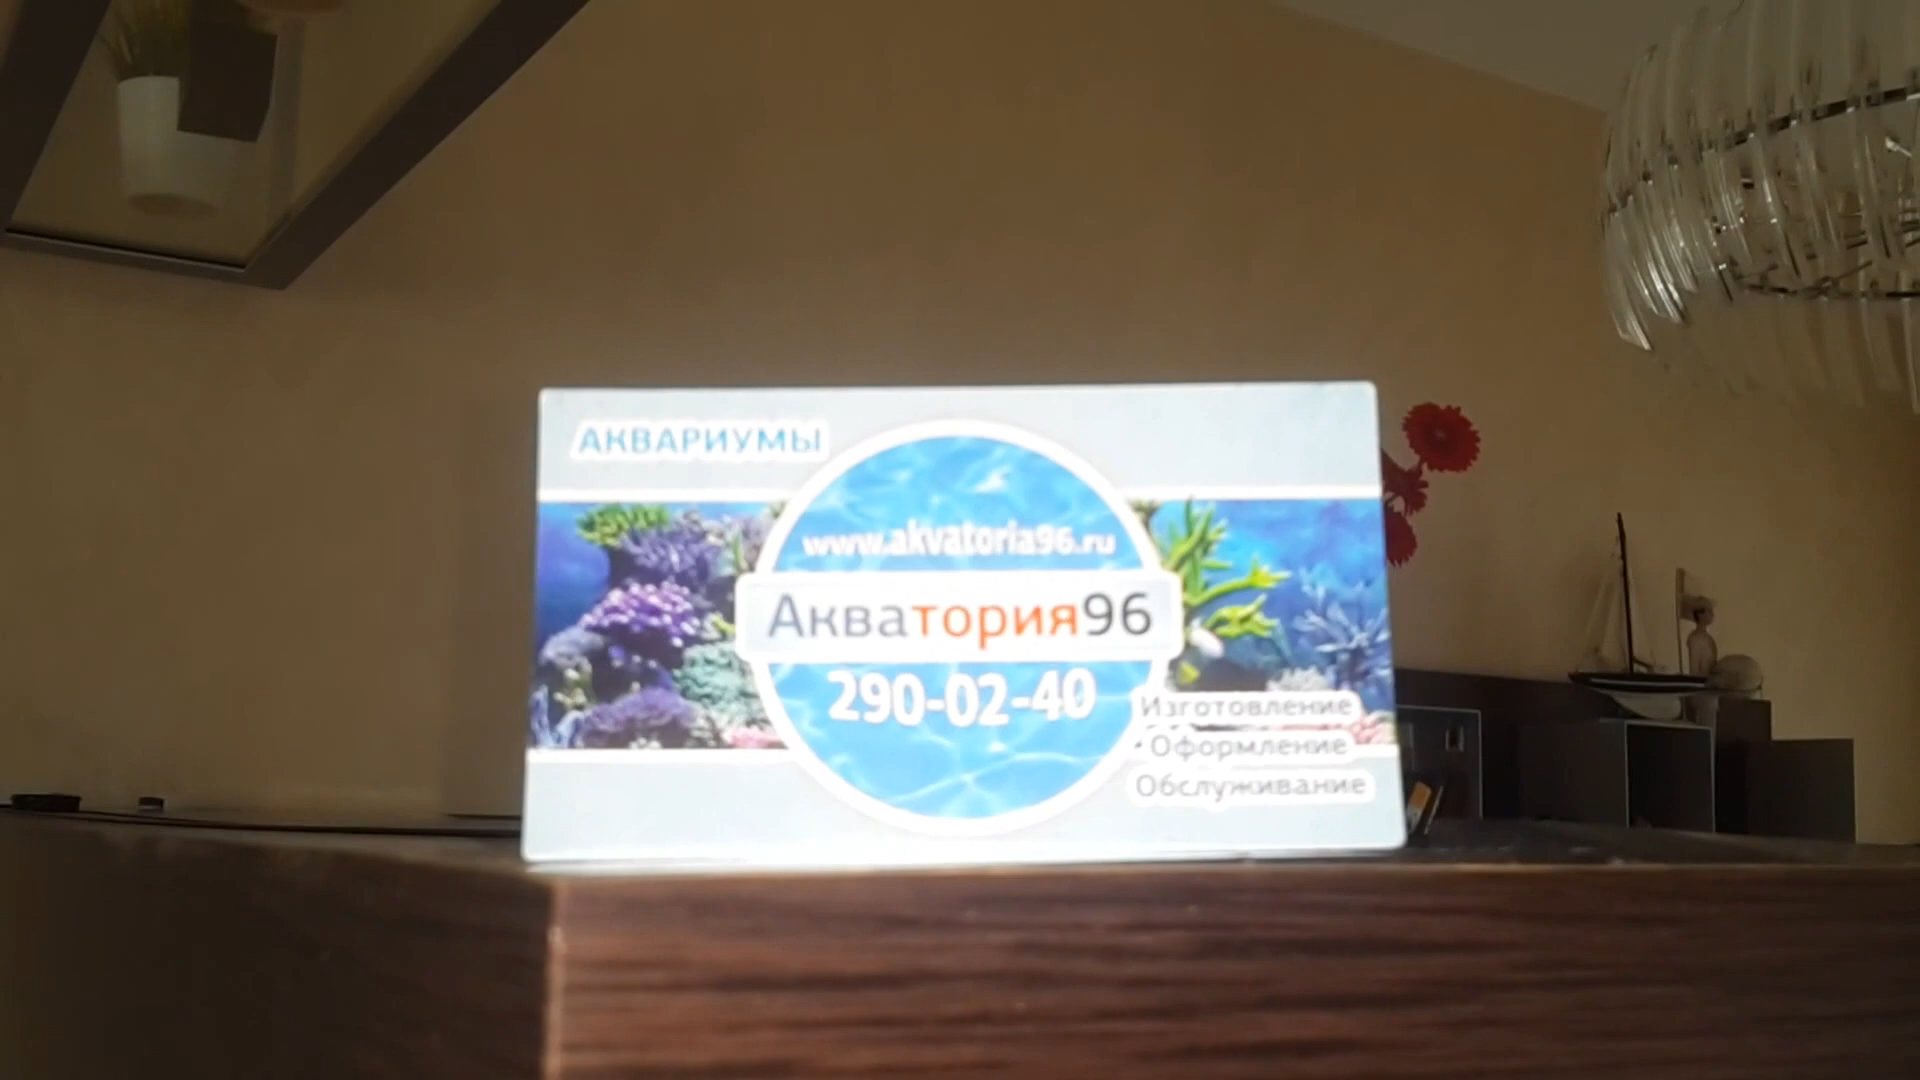 АКВАРИУМЫ
www.akvatoria96.ru
Акватория96
290-02-40
Изготовление
Оформление
Обслуживание